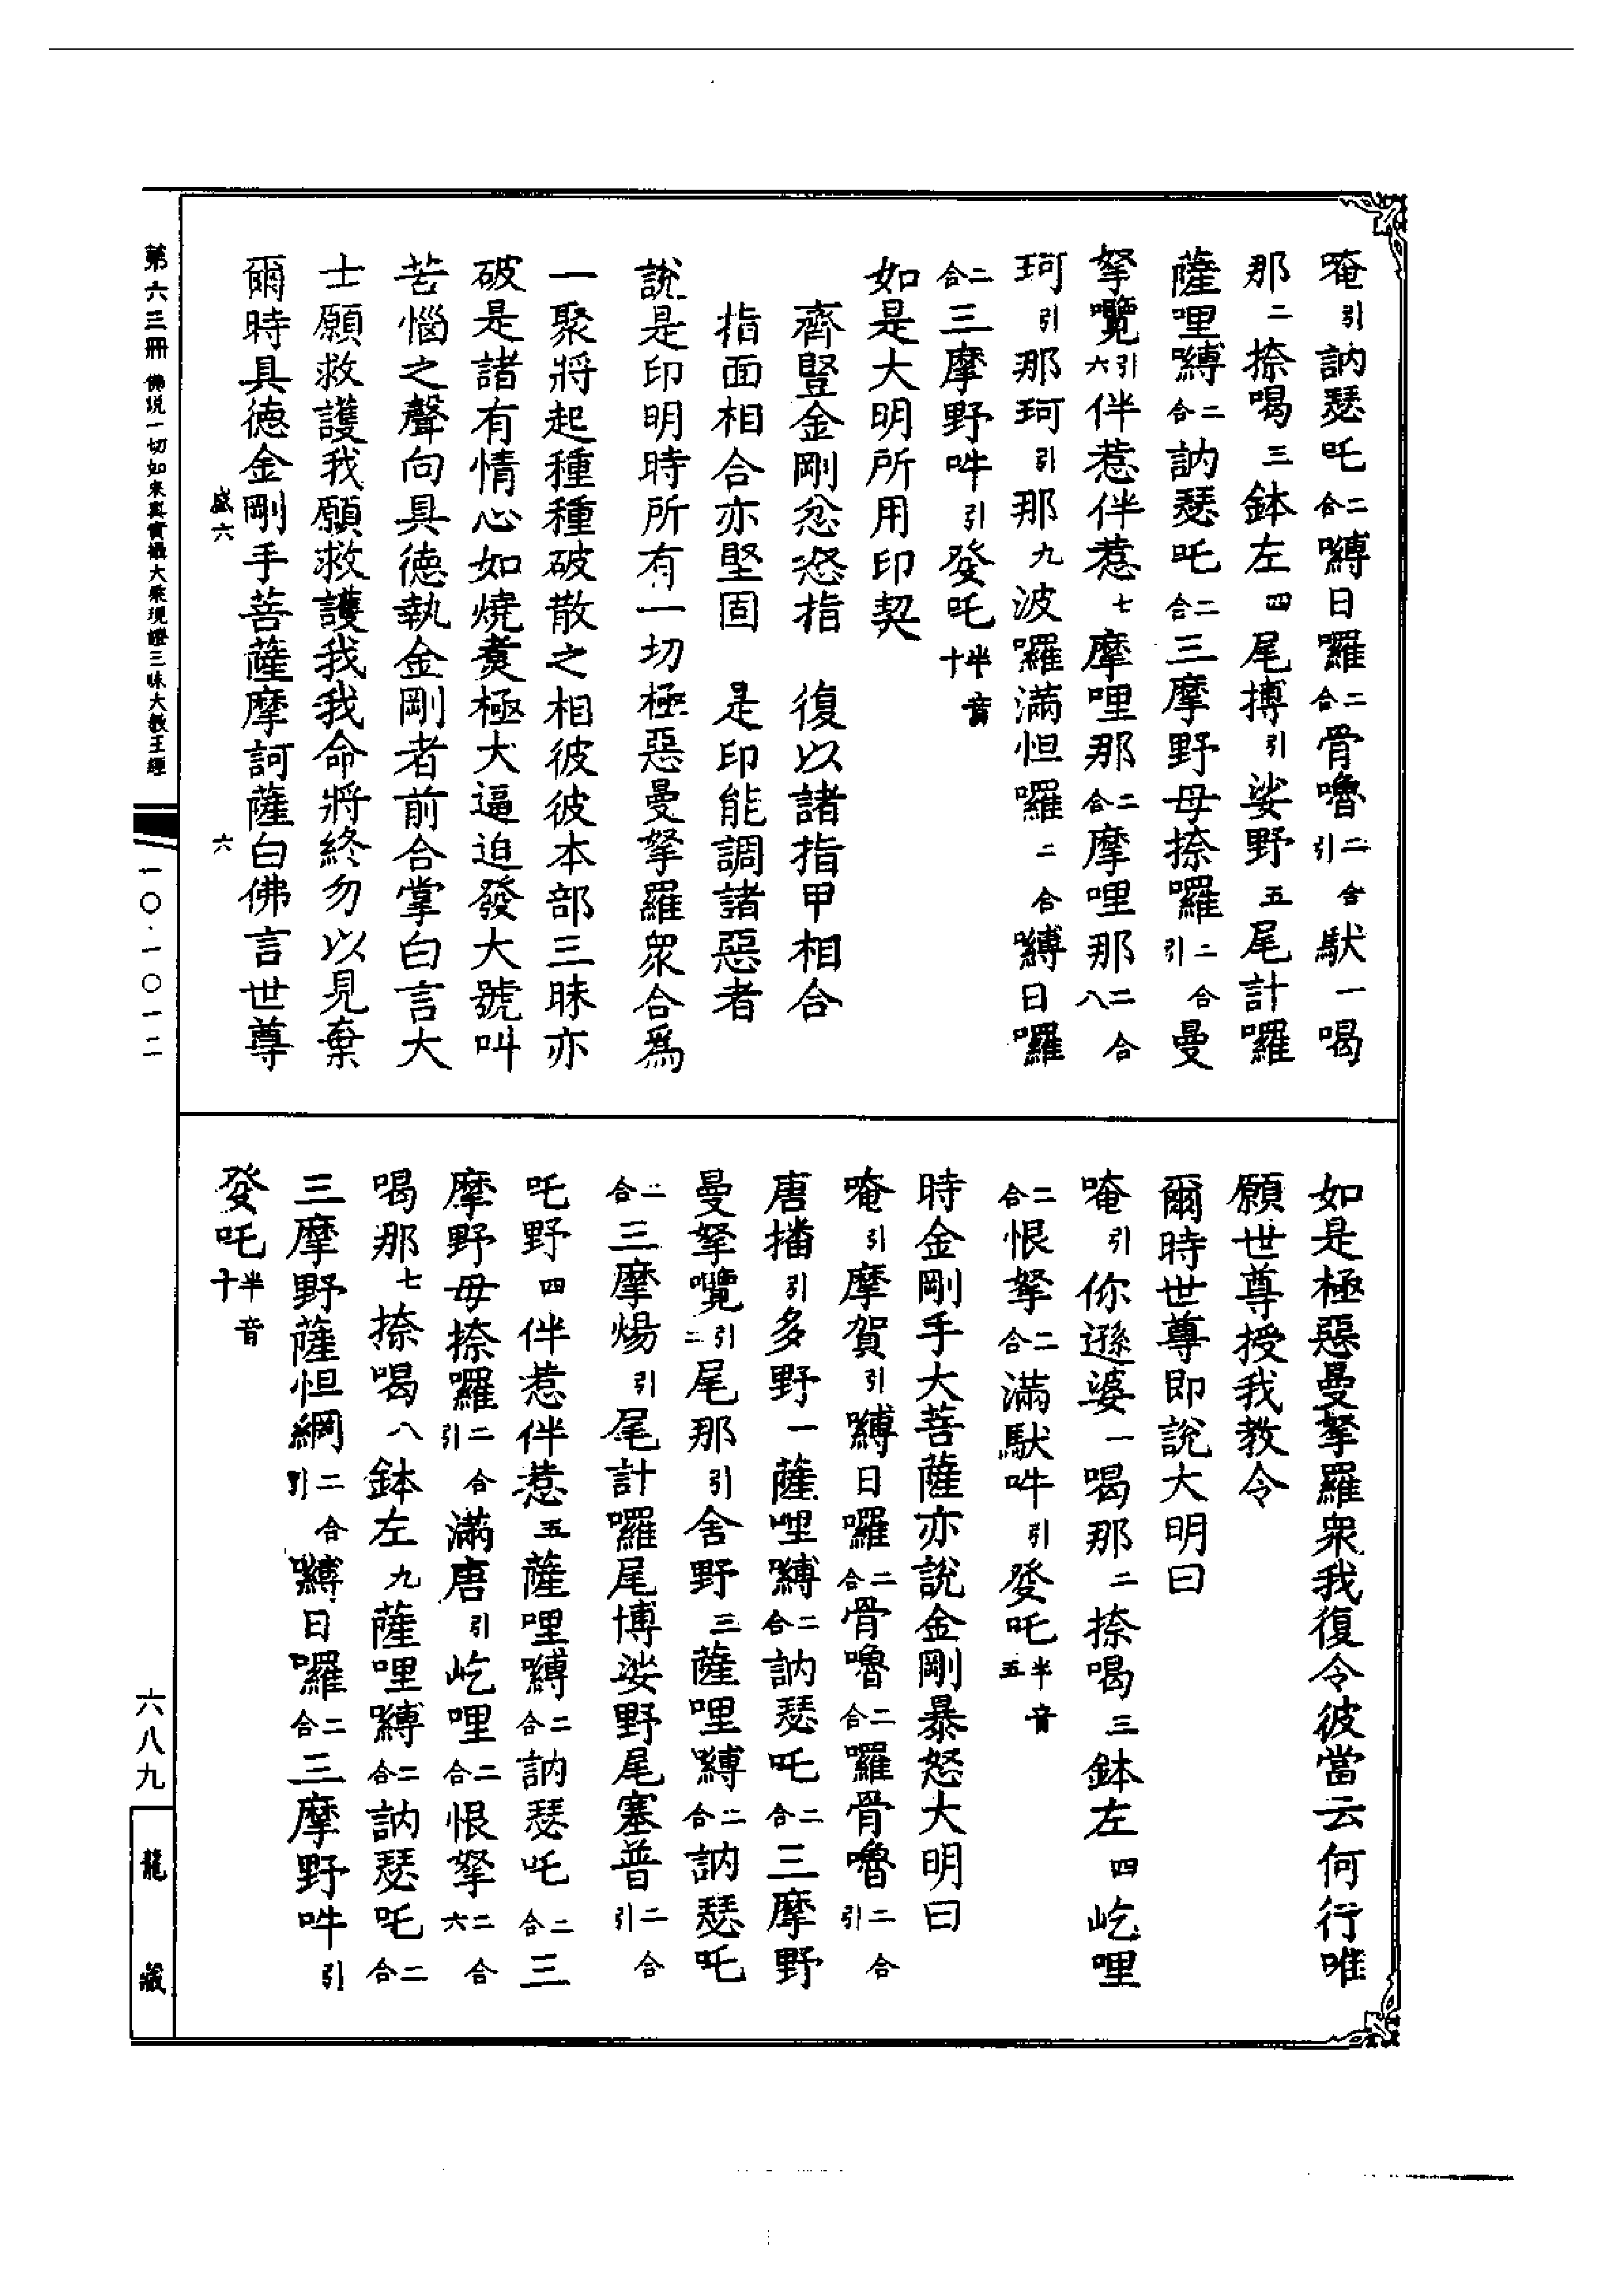 唵引訥瑟吒二合嚩日囉二合骨嚕二合引馱一喝
那二捺喝三鉢左四尾搏引娑野五尾計囉
薩哩嚩二合訥瑟吒二合三摩野母捺囉二合引曼
拏囕引六伴惹伴惹七摩哩那二合摩哩那二合八
珂引那珂引那九波囉滿怛囉二合嚩日囉
二合三摩野吽引發吒半音十
如是大明所用印契
齊豎金剛忿怒指　復以諸指甲相合
指面相合亦堅固　是印能調諸惡者
說是印明時所有一切極惡曼拏羅衆合爲
一聚將起種種破散之相彼彼本部三昧亦
破是諸有情心如燒煑極大逼迫發大號叫
苦惱之聲向具德執金剛者前合掌白言大
士願救護我願救護我我命將終勿以見棄
爾時具德金剛手菩薩摩訶薩白佛言世尊
盛六　六
如是極惡曼拏羅衆我復令彼當云何行唯
願世尊授我教令
爾時世尊即說大明曰
唵引你遜婆一喝那二捺喝三鉢左四屹哩
二合恨拏二合滿馱吽引發吒半音五
時金剛手大菩薩亦說金剛暴怒大明曰
唵引摩賀引嚩日囉二合骨嚕二合囉骨嚕二合引
唐播引多野一薩哩嚩二合訥瑟吒二合三摩野
曼拏囕引二尾那引舍野三薩哩嚩二合訥瑟吒
二合三摩煬引尾計囉尾博娑野尾塞普二合引
吒野四伴惹伴惹五薩哩嚩二合訥瑟吒二合三
摩野母捺囉二合引滿唐引屹哩二合恨拏二合六
喝那七捺喝八鉢左九薩哩嚩二合訥瑟吒二合
三摩野薩怛網二合引嚩日囉二合三摩野吽引
發吒半音十
第六三冊　佛說一切如來真實攝大乘現證三昧大教王經
一〇·一〇一二
六八九
龍藏